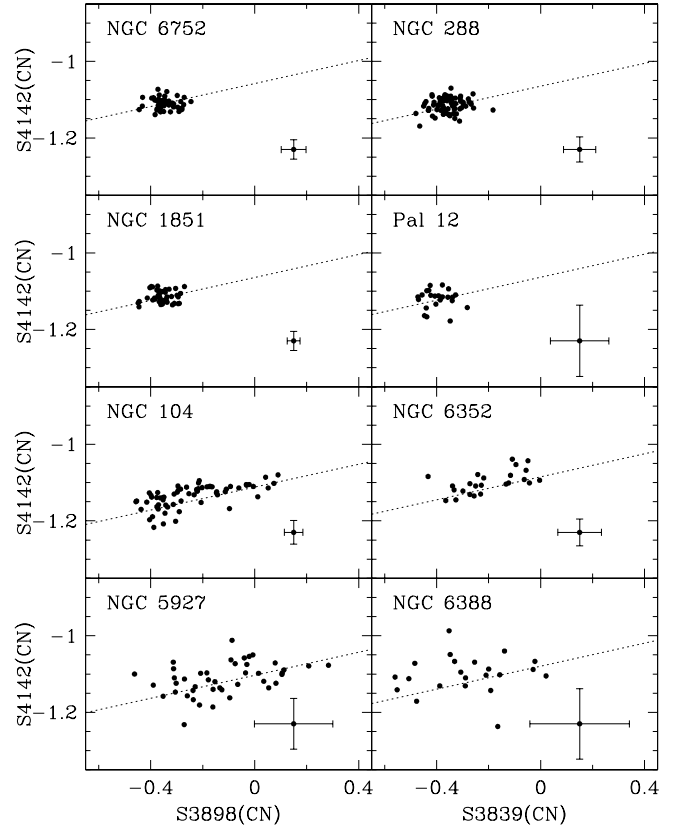 NGC 6752
NGC 288
−1
−1.2
S4142(CN)
NGC 1851
Pal 12
−1
−1.2
S4142(CN)
NGC 104
NGC 6352
−1
−1.2
S4142(CN)
NGC 5927
NGC 6388
−1
−1.2
S4142(CN)
−0.4 0 0.4 −0.4 0 0.4
S3898(CN) S3839(CN)